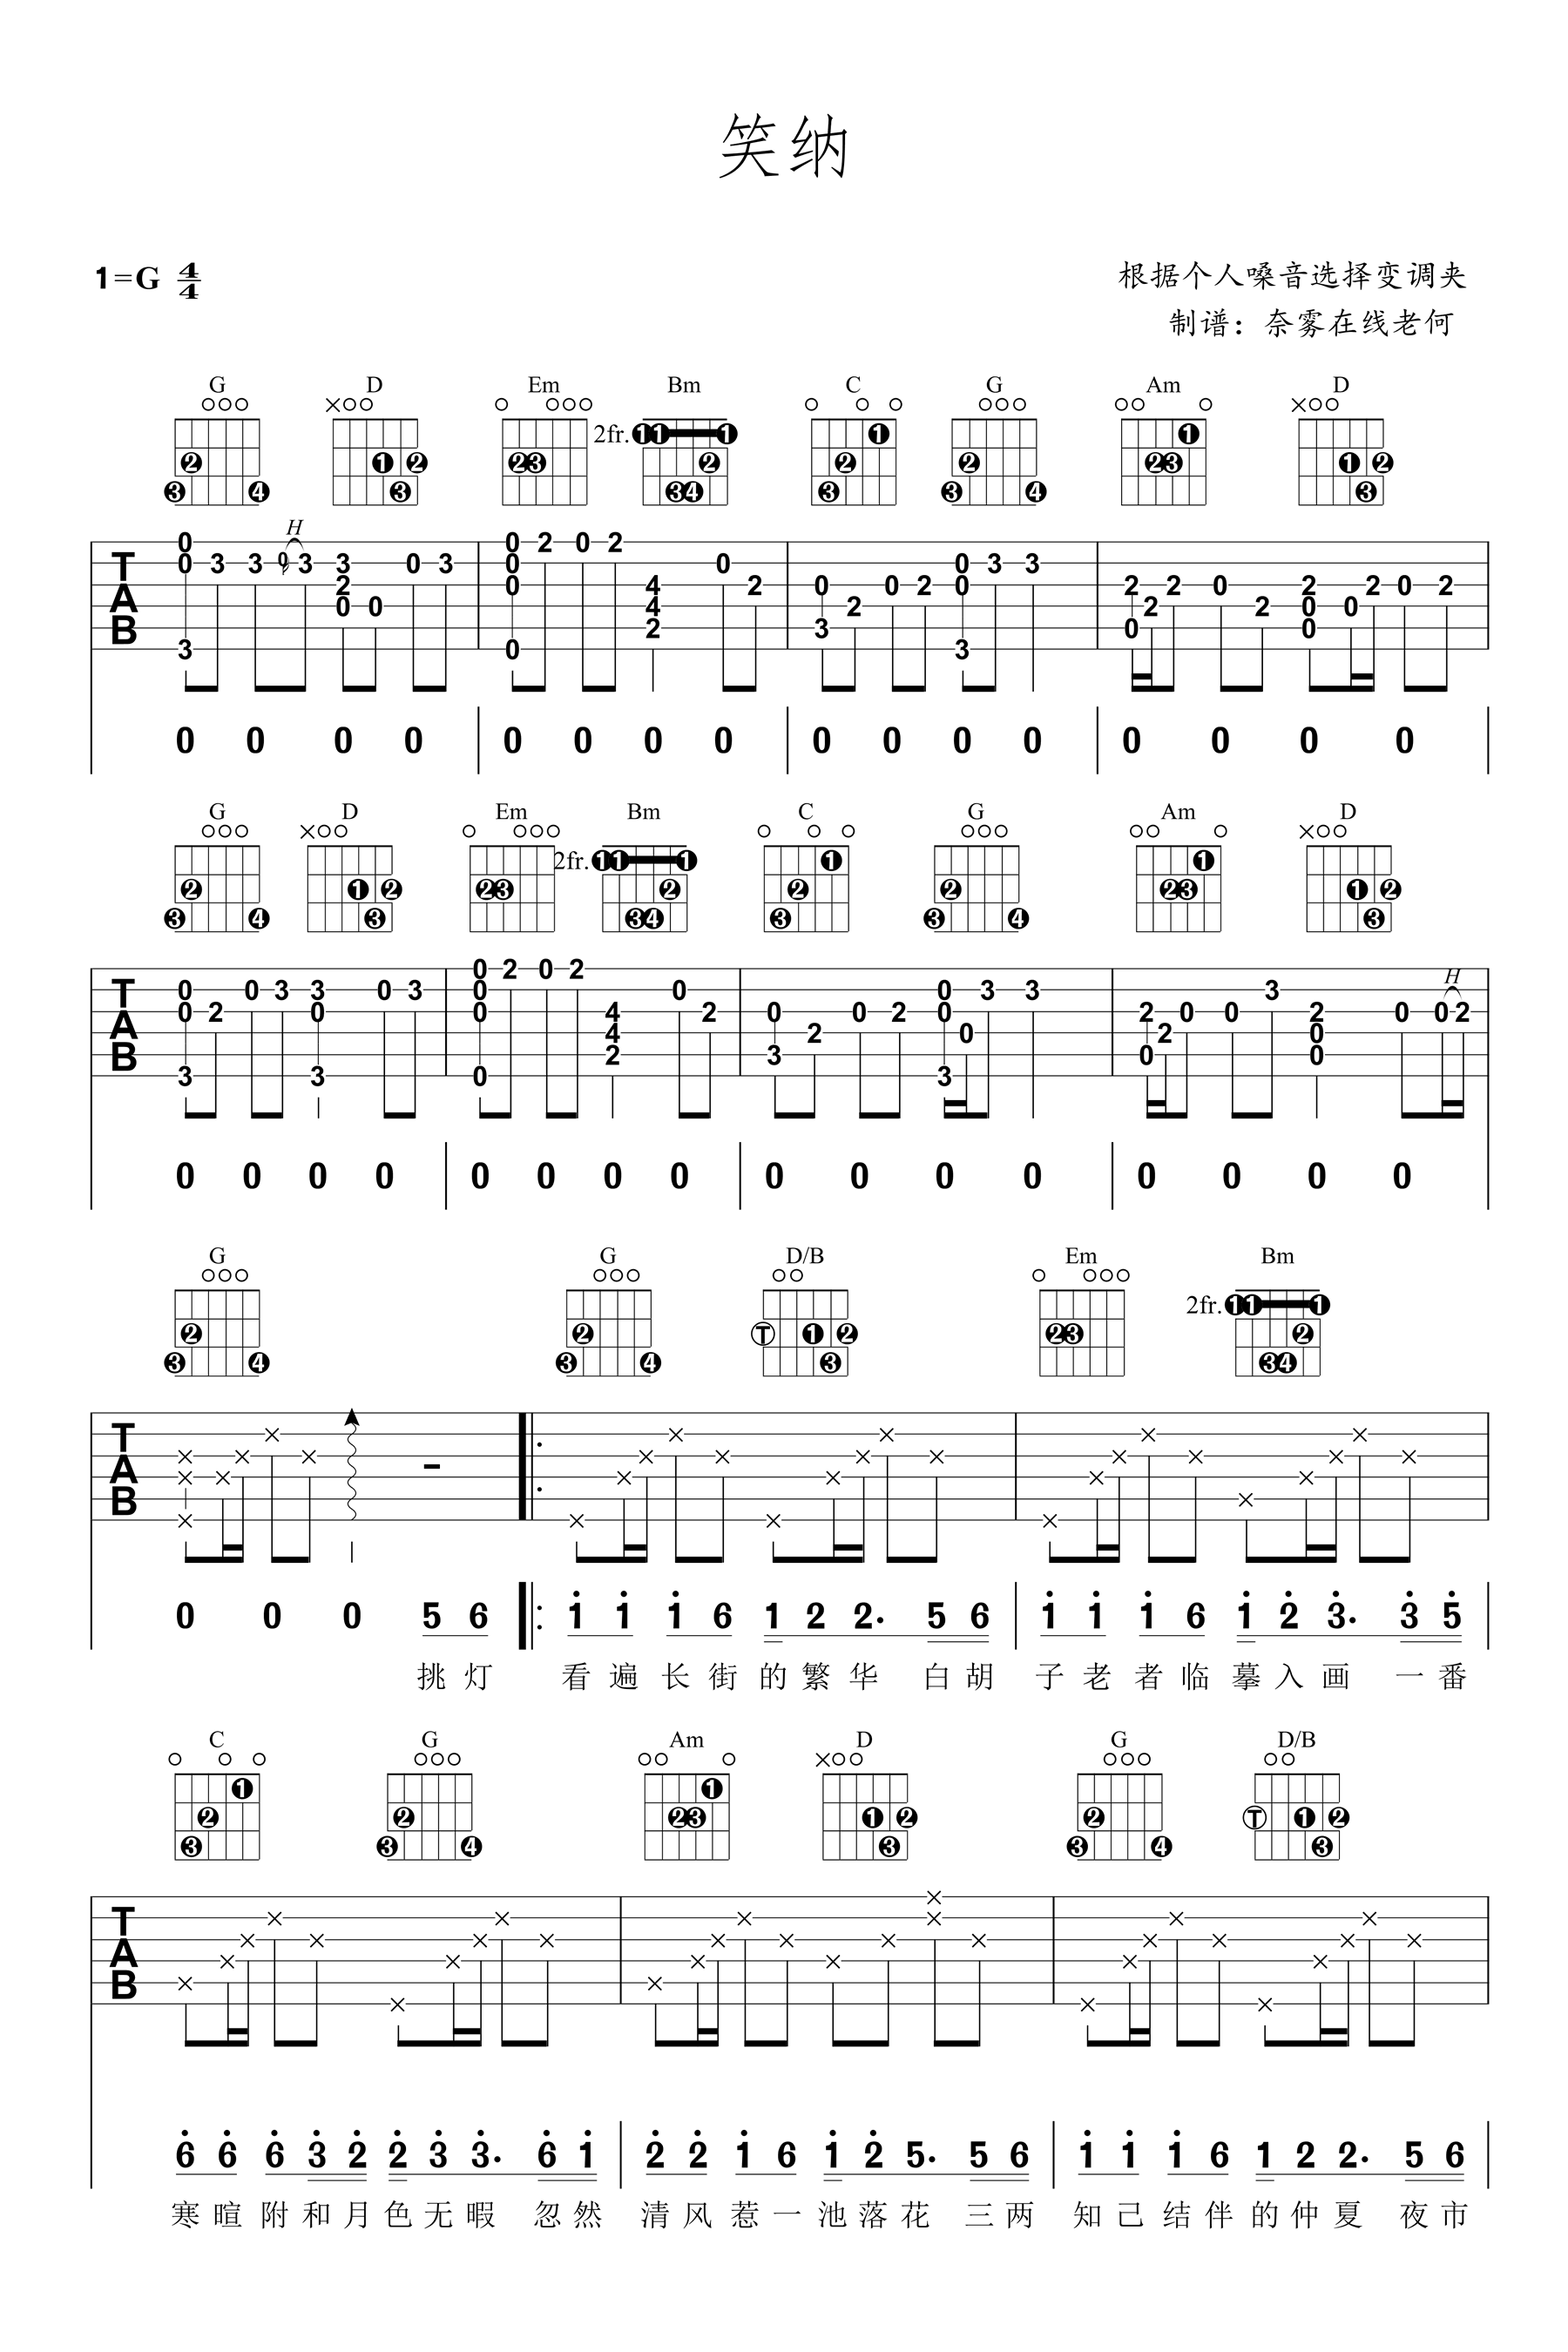 笑纳
1=G 4/4
根据个人嗓音选择变调夹
制谱：奈雾在线老何
G D Em Bm C G Am D
2fr.
H
T A B
0 0 0 0 0 0 0 0 0 0 0 0 0 0 0 0
G D Em Bm C G Am D
2fr.
H
T A B
0 0 0 0 0 0 0 0 0 0 0 0 0 0 0 0
G G D/B Em Bm
2fr.
T A B
0 0 0 5 6 1 1 1 6 1 2 2. 5 6 1 1 1 6 1 2 3. 3 5
挑灯 看遍长街的繁华 白胡子老者临摹入画 一番
C G Am D G D/B
T A B
6 6 6 3 2 2 3 3. 6 1 2 2 1 6 1 2 5. 5 6 1 1 1 6 1 2 2. 5 6
寒暄附和月色无暇 忽然清风惹一池落花 三两知己结伴的仲夏 夜市